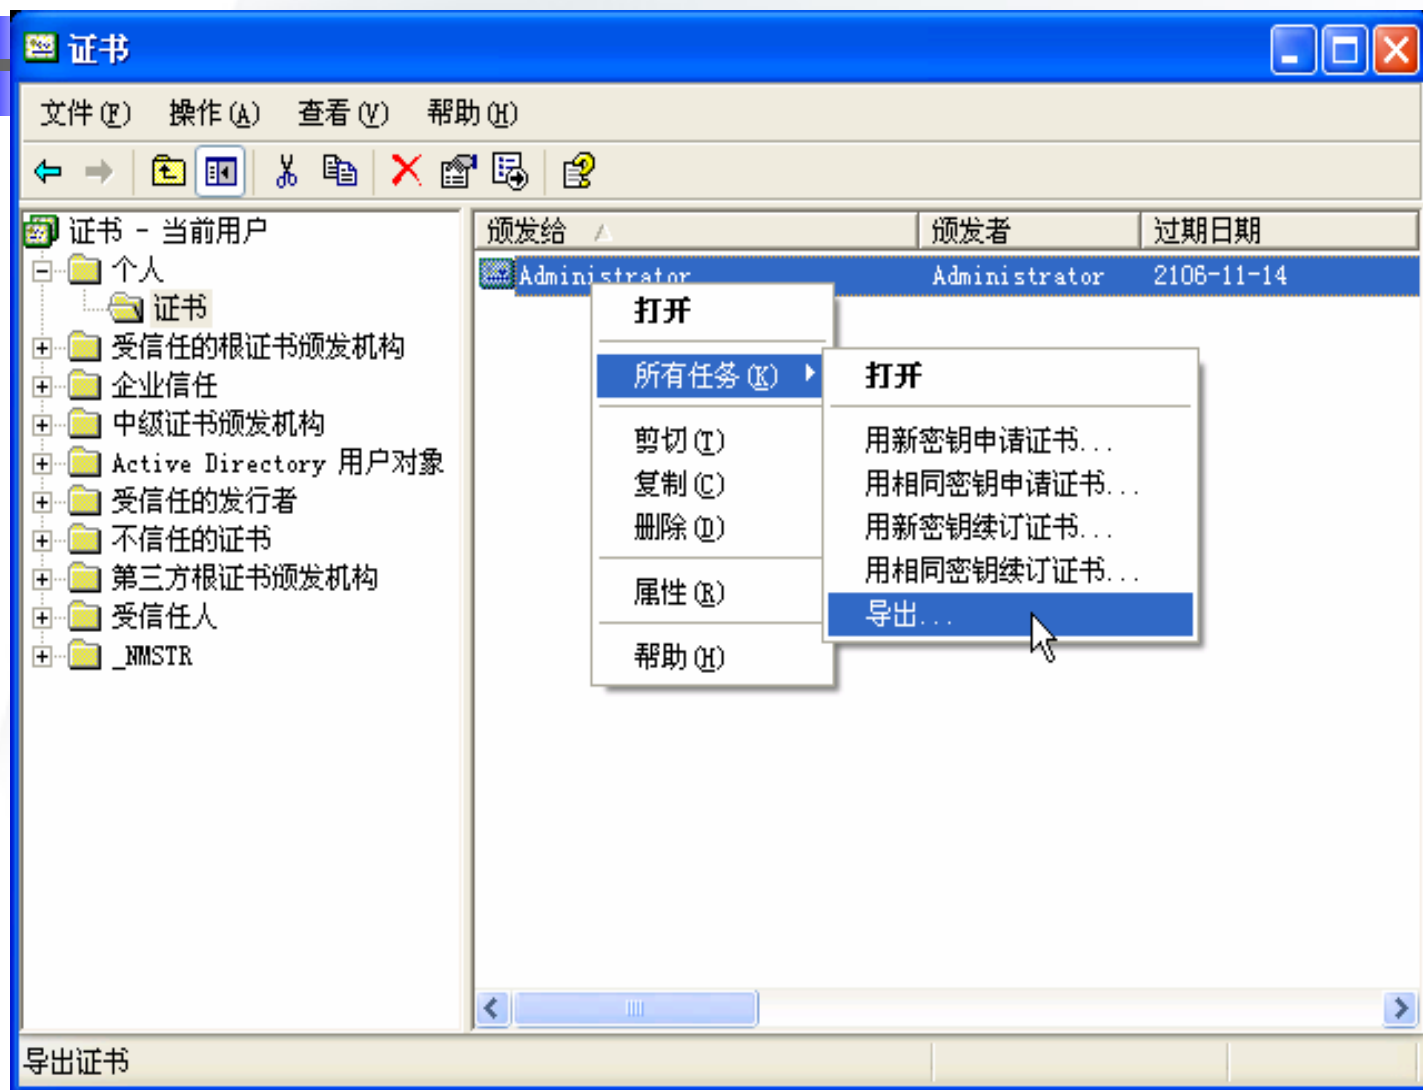 证书
文件(F) 操作(A) 查看(V) 帮助(H)
证书 - 当前用户
个人
证书
受信任的根证书颁发机构
企业信任
中级证书颁发机构
Active Directory 用户对象
受信任的发行者
不信任的证书
第三方根证书颁发机构
受信任人
_NMSTR
颁发给 颁发者 过期日期
Administrator Administrator 2106-11-14
打开
所有任务(K)
剪切(T)
复制(C)
删除(D)
属性(R)
帮助(H)
打开
用新密钥申请证书...
用相同密钥申请证书...
用新密钥续订证书...
用相同密钥续订证书...
导出...
导出证书